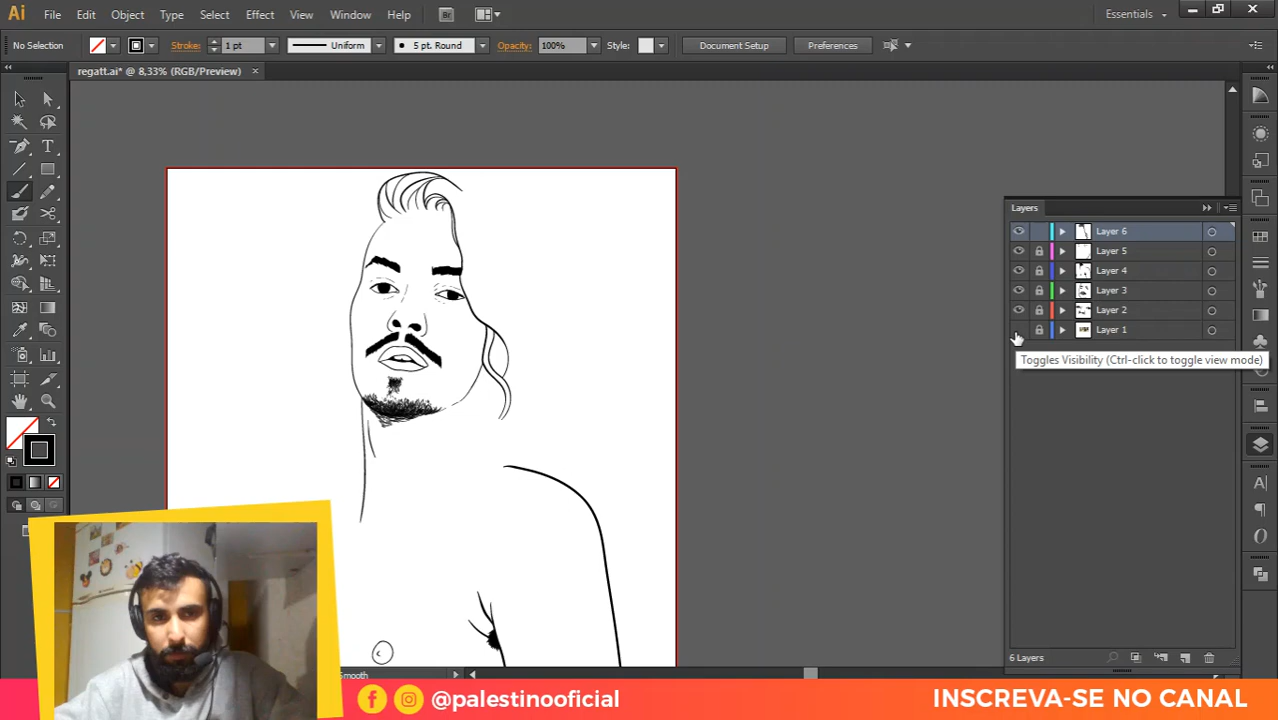 Ai File Edit Object Type Select Effect View Window Help Br Essentials
No Selection Stroke: 1 pt Uniform 5 pt. Round Opacity: 100% Style: Document Setup Preferences
regatt.ai* @ 8,33% (RGB/Preview)
Layers
Layer 6
Layer 5
Layer 4
Layer 3
Layer 2
Layer 1
Toggles Visibility (Ctrl-click to toggle view mode)
6 Layers
Smooth
@palestinooficial
INSCREVA-SE NO CANAL